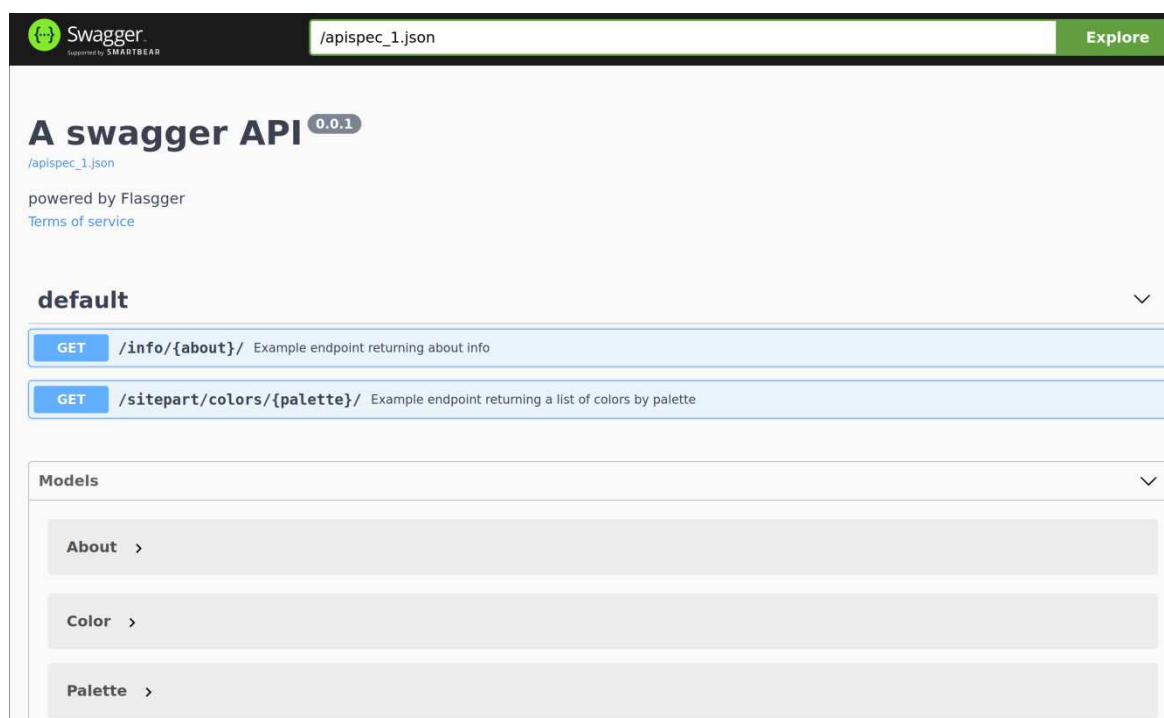 Swagger
Supported by SMARTBEAR
/apispec_1.json
Explore
A swagger API 0.0.1
/apispec_1.json
powered by Flasgger
Terms of service
default
GET /info/{about}/ Example endpoint returning about info
GET /sitepart/colors/{palette}/ Example endpoint returning a list of colors by palette
Models
About
Color
Palette